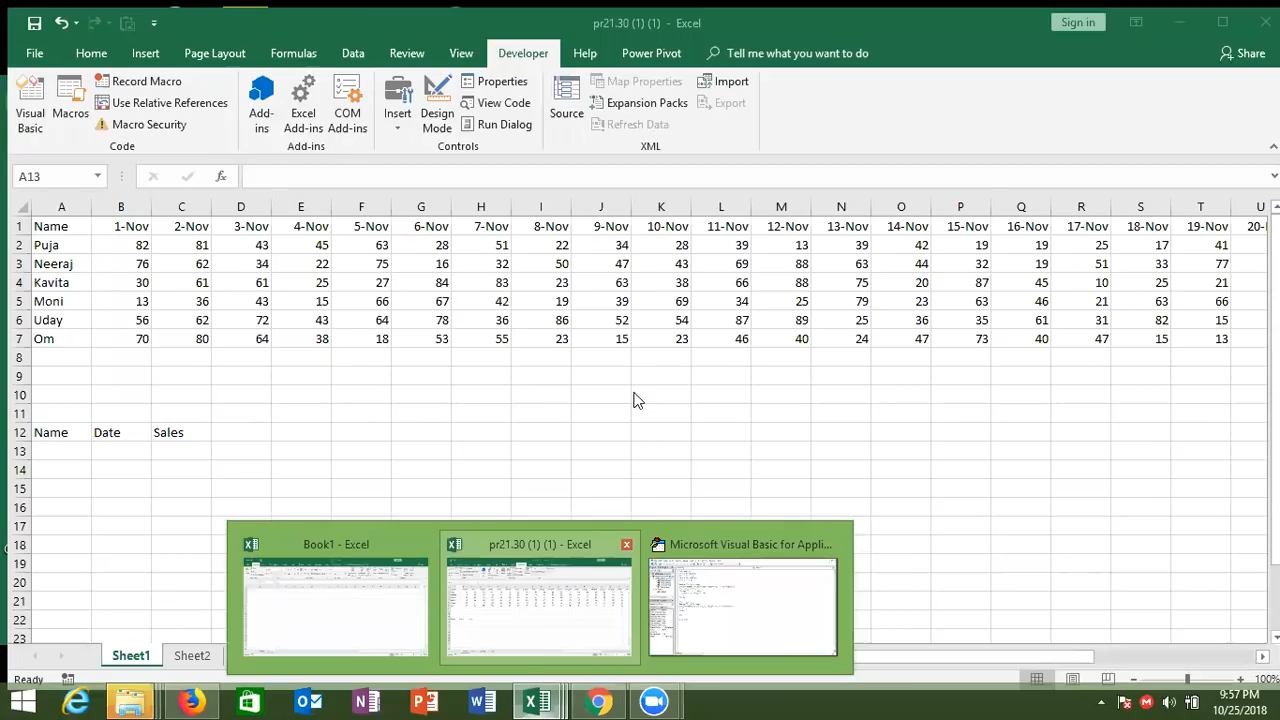 pr21.30 (1) (1) - Excel
Sign in
File Home Insert Page Layout Formulas Data Review View Developer Help Power Pivot Tell me what you want to do Share
Visual Basic
Macros
Record Macro
Use Relative References
Macro Security
Code
Add-ins
Excel Add-ins
COM Add-ins
Add-ins
Insert
Design Mode
Properties
View Code
Run Dialog
Controls
Source
Map Properties
Expansion Packs
Refresh Data
Import
Export
XML
A13 fx
A B C D E F G H I J K L M N O P Q R S T U
1 Name 1-Nov 2-Nov 3-Nov 4-Nov 5-Nov 6-Nov 7-Nov 8-Nov 9-Nov 10-Nov 11-Nov 12-Nov 13-Nov 14-Nov 15-Nov 16-Nov 17-Nov 18-Nov 19-Nov
2 Puja 82 81 43 45 63 28 51 22 34 28 39 13 39 42 19 19 25 17 41
3 Neeraj 76 62 34 22 75 16 32 50 47 43 69 88 63 44 32 19 51 33 77
4 Kavita 30 61 61 25 27 84 83 23 63 38 66 88 75 20 87 45 10 25 21
5 Moni 13 36 43 15 66 67 42 19 39 69 34 25 79 23 63 46 21 63 66
6 Uday 56 62 72 43 64 78 36 86 52 54 87 89 25 36 35 61 31 82 15
7 Om 70 80 64 38 18 53 55 23 15 23 46 40 24 47 73 40 47 15 13
8
9
10
11
12 Name Date Sales
13
14
15
16
17
18
19
20
21
22
23
Book1 - Excel
pr21.30 (1) (1) - Excel
Microsoft Visual Basic for Appli...
Sheet1 Sheet2
Ready
100%
9:57 PM
10/25/2018